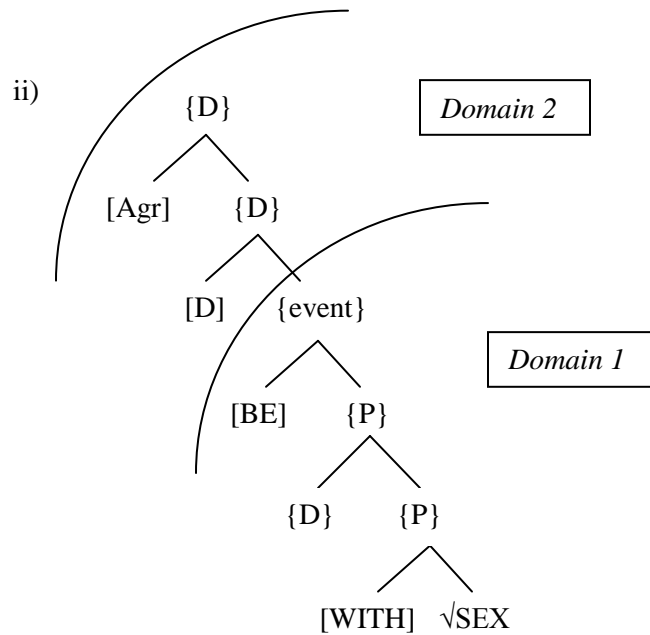 ii)
{D}
Domain 2
[Agr] {D}
[D] {event}
Domain 1
[BE] {P}
{D} {P}
[WITH] √SEX